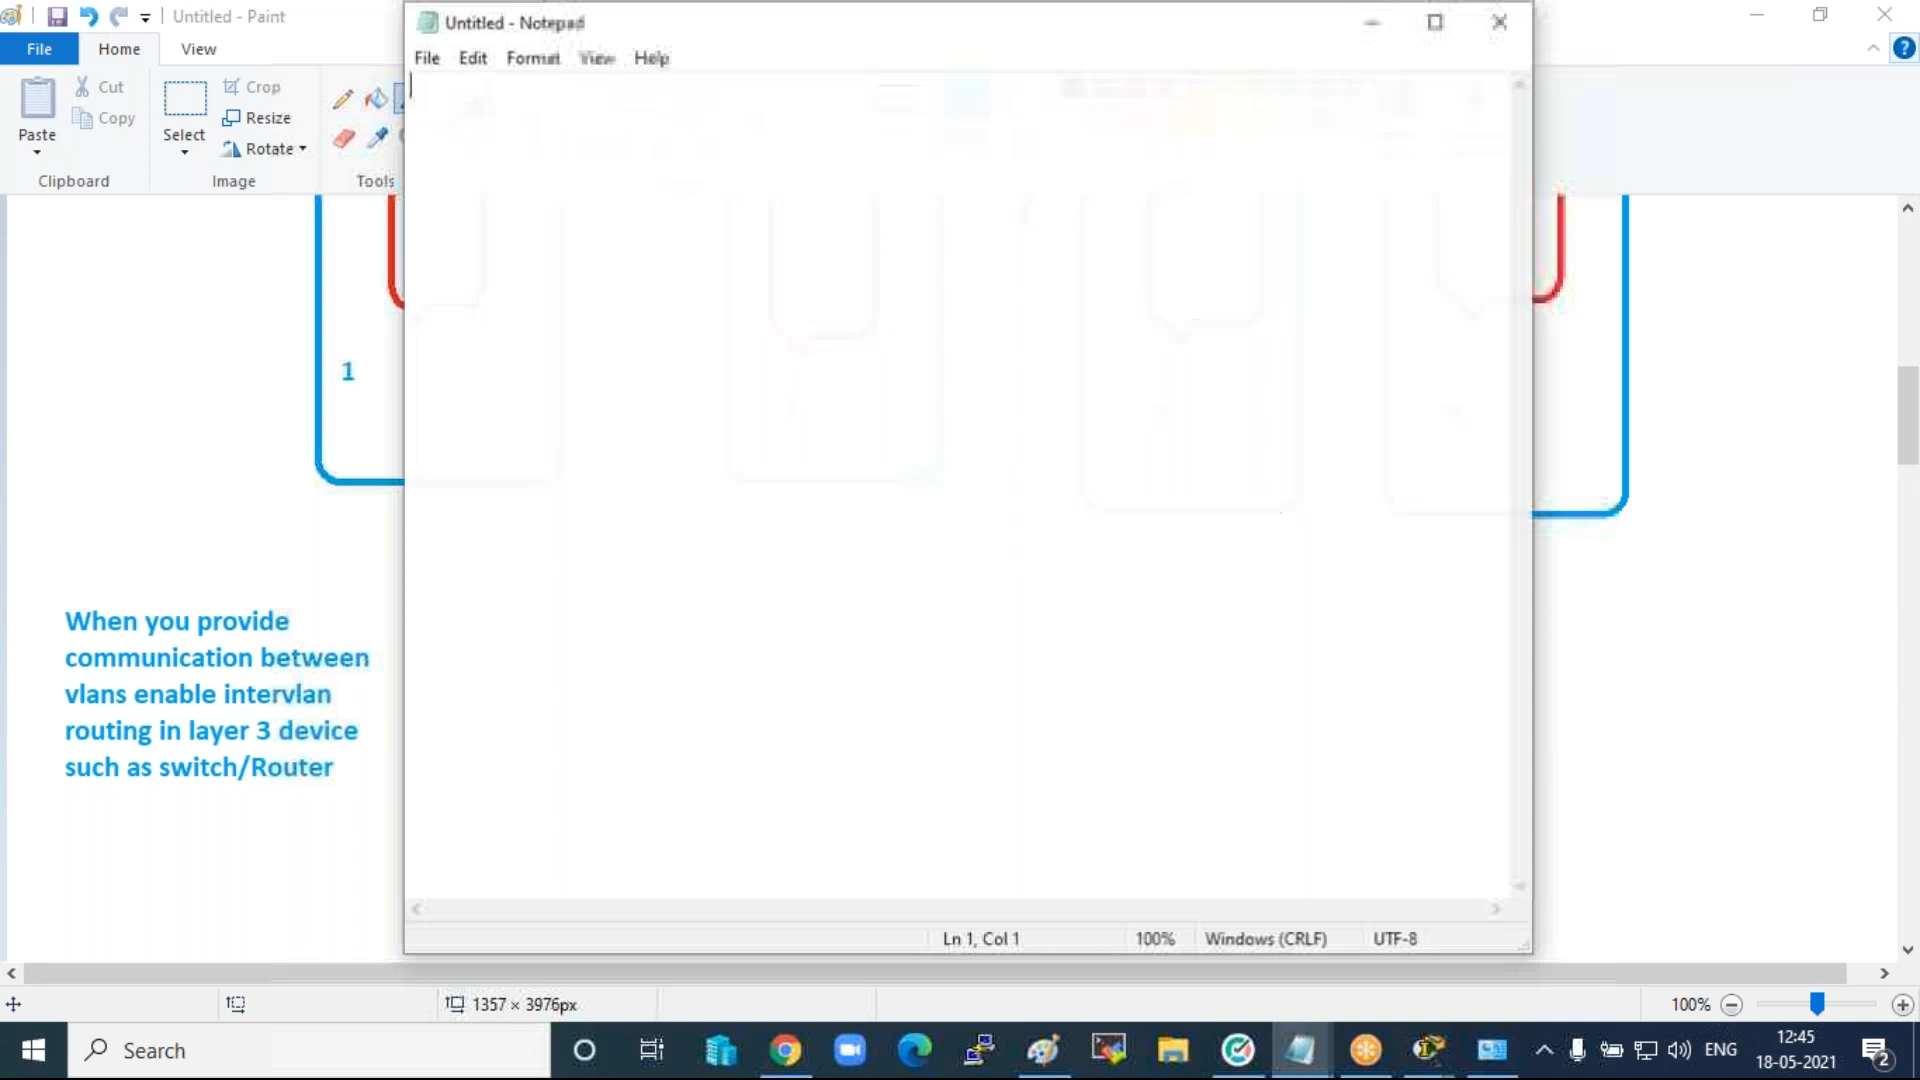 Untitled - Paint
File Home View
Paste
Cut
Copy
Clipboard
Select
Crop
Resize
Rotate
Image
Tools
Untitled - Notepad
File Edit Format View Help
1
When you provide
communication between
vlans enable intervlan
routing in layer 3 device
such as switch/Router
Ln 1, Col 1
100%
Windows (CRLF)
UTF-8
1357 × 3976px
100%
Search
ENG
12:45
18-05-2021
2